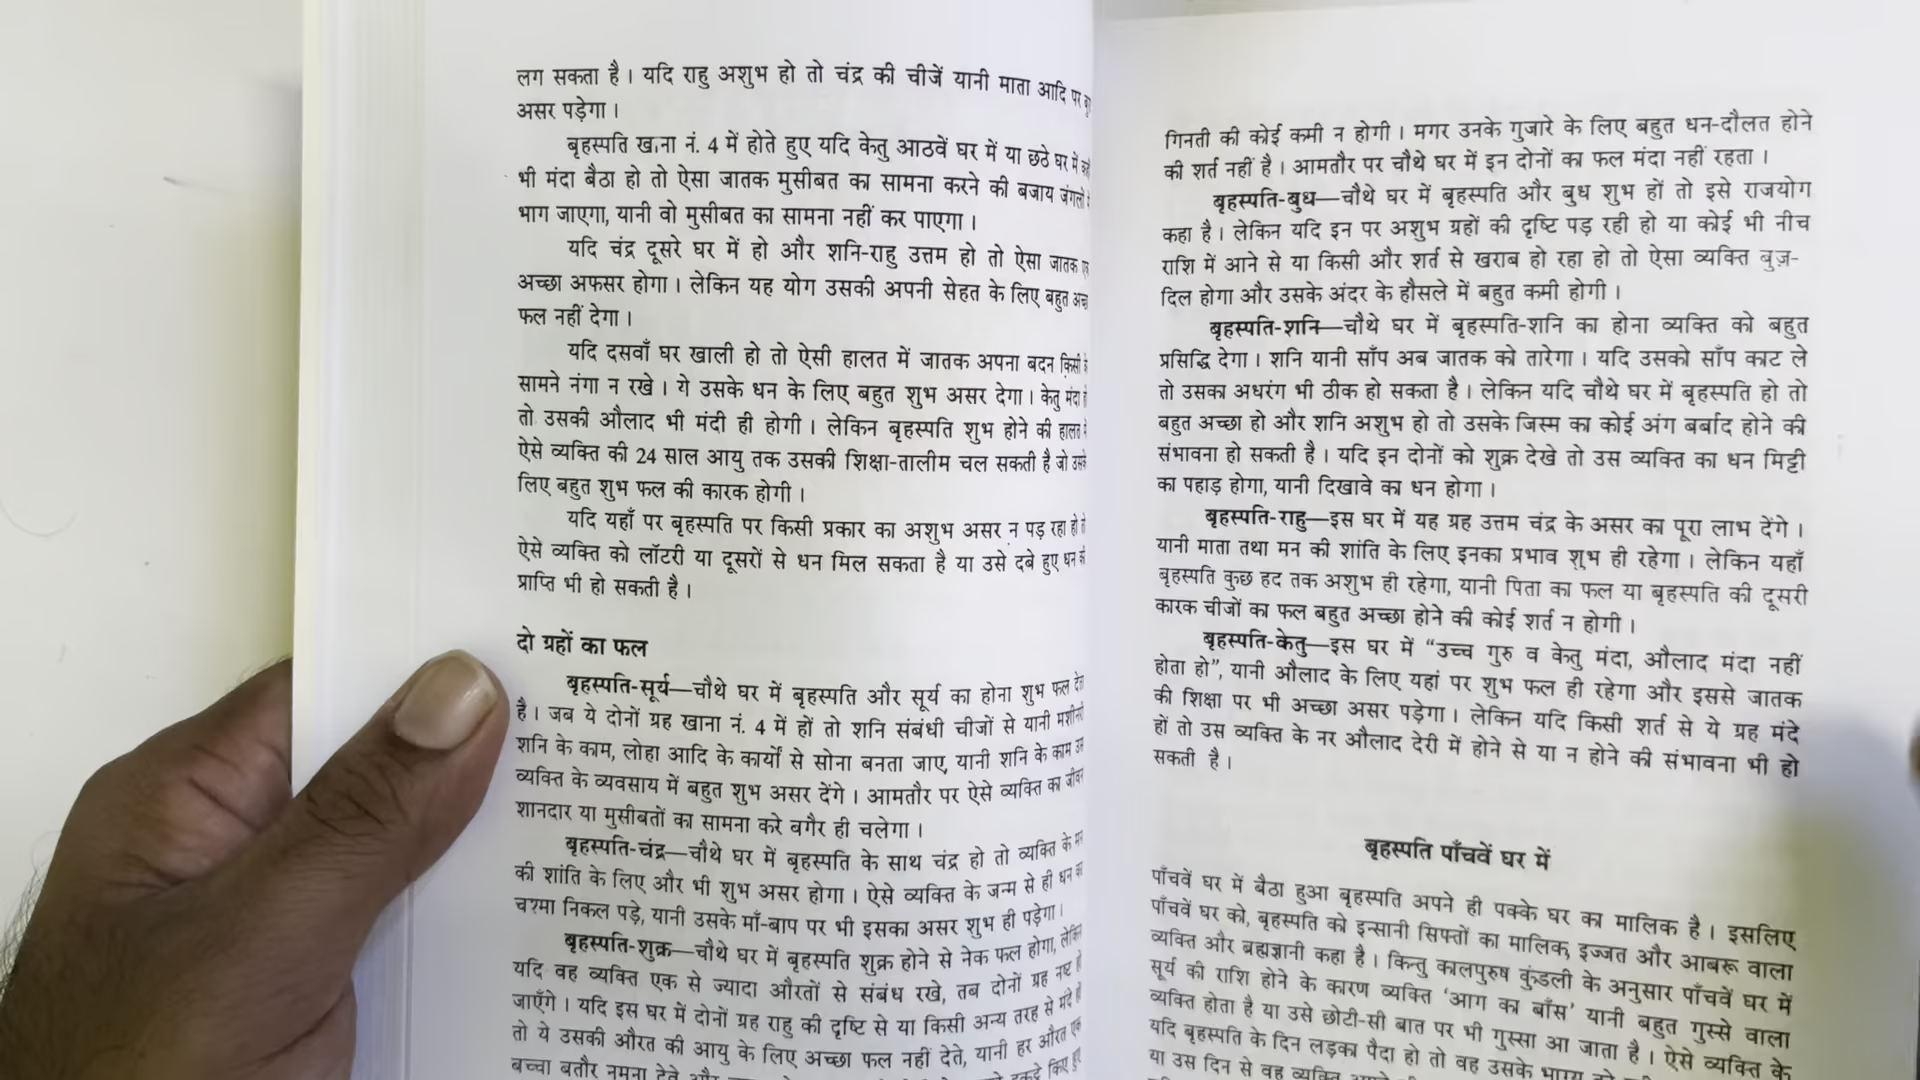 लग सकता है। यदि राहु अशुभ हो तो चंद्र की चीजें यानी माता आदि पर
असर पड़ेगा।
बृहस्पति खाना नं. 4 में होते हुए यदि केतु आठवें घर में या छठे घर में
भी मंदा बैठा हो तो ऐसा जातक मुसीबत का सामना करने की बजाय जंगलों
भाग जाएगा, यानी वो मुसीबत का सामना नहीं कर पाएगा।
यदि चंद्र दूसरे घर में हो और शनि-राहु उत्तम हो तो ऐसा जातक
अच्छा अफसर होगा। लेकिन यह योग उसकी अपनी सेहत के लिए बहुत
फल नहीं देगा।
यदि दसवाँ घर खाली हो तो ऐसी हालत में जातक अपना बदन किसी
सामने नंगा न रखे। ये उसके धन के लिए बहुत शुभ असर देगा। केतु मंदा
तो उसकी औलाद भी मंदी ही होगी। लेकिन बृहस्पति शुभ होने की हालत
ऐसे व्यक्ति की 24 साल आयु तक उसकी शिक्षा-तालीम चल सकती है जो उसके
लिए बहुत शुभ फल की कारक होगी।
यदि यहाँ पर बृहस्पति पर किसी प्रकार का अशुभ असर न पड़ रहा हो
ऐसे व्यक्ति को लॉटरी या दूसरों से धन मिल सकता है या उसे दबे हुए धन
प्राप्ति भी हो सकती है।
दो ग्रहों का फल
बृहस्पति-सूर्य—चौथे घर में बृहस्पति और सूर्य का होना शुभ फल देता
है। जब ये दोनों ग्रह खाना नं. 4 में हों तो शनि संबंधी चीजों से यानी मशीनरी
शनि के काम, लोहा आदि के कार्यों से सोना बनता जाए, यानी शनि के काम उस
व्यक्ति के व्यवसाय में बहुत शुभ असर देंगे। आमतौर पर ऐसे व्यक्ति का जीवन
शानदार या मुसीबतों का सामना करे बगैर ही चलेगा।
बृहस्पति-चंद्र—चौथे घर में बृहस्पति के साथ चंद्र हो तो व्यक्ति के मन
की शांति के लिए और भी शुभ असर होगा। ऐसे व्यक्ति के जन्म से ही धन का
चश्मा निकल पड़े, यानी उसके माँ-बाप पर भी इसका असर शुभ ही पड़ेगा।
बृहस्पति-शुक्र—चौथे घर में बृहस्पति शुक्र होने से नेक फल होगा, लेकिन
यदि वह व्यक्ति एक से ज्यादा औरतों से संबंध रखे, तब दोनों ग्रह नष्ट हो
जाएँगे। यदि इस घर में दोनों ग्रह राहु की दृष्टि से या किसी अन्य तरह से मंदे हों
तो ये उसकी औरत की आयु के लिए अच्छा फल नहीं देते, यानी हर औरत एक
बच्चा बतौर नमूना देते और किए हुए
गिनती की कोई कमी न होगी। मगर उनके गुजारे के लिए बहुत धन-दौलत होने
की शर्त नहीं है। आमतौर पर चौथे घर में इन दोनों का फल मंदा नहीं रहता।
बृहस्पति-बुध—चौथे घर में बृहस्पति और बुध शुभ हों तो इसे राजयोग
कहा है। लेकिन यदि इन पर अशुभ ग्रहों की दृष्टि पड़ रही हो या कोई भी नीच
राशि में आने से या किसी और शर्त से खराब हो रहा हो तो ऐसा व्यक्ति बुज़-
दिल होगा और उसके अंदर के हौसले में बहुत कमी होगी।
बृहस्पति-शनि—चौथे घर में बृहस्पति-शनि का होना व्यक्ति को बहुत
प्रसिद्धि देगा। शनि यानी साँप अब जातक को तारेगा। यदि उसको साँप काट ले
तो उसका अधरंग भी ठीक हो सकता है। लेकिन यदि चौथे घर में बृहस्पति हो तो
बहुत अच्छा हो और शनि अशुभ हो तो उसके जिस्म का कोई अंग बर्बाद होने की
संभावना हो सकती है। यदि इन दोनों को शुक्र देखे तो उस व्यक्ति का धन मिट्टी
का पहाड़ होगा, यानी दिखावे का धन होगा।
बृहस्पति-राहु—इस घर में यह ग्रह उत्तम चंद्र के असर का पूरा लाभ देंगे।
यानी माता तथा मन की शांति के लिए इनका प्रभाव शुभ ही रहेगा। लेकिन यहाँ
बृहस्पति कुछ हद तक अशुभ ही रहेगा, यानी पिता का फल या बृहस्पति की दूसरी
कारक चीजों का फल बहुत अच्छा होने की कोई शर्त न होगी।
बृहस्पति-केतु—इस घर में “उच्च गुरु व केतु मंदा, औलाद मंदा नहीं
होता हो”, यानी औलाद के लिए यहां पर शुभ फल ही रहेगा और इससे जातक
की शिक्षा पर भी अच्छा असर पड़ेगा। लेकिन यदि किसी शर्त से ये ग्रह मंदे
हों तो उस व्यक्ति के नर औलाद देरी में होने से या न होने की संभावना भी हो
सकती है।
बृहस्पति पाँचवें घर में
पाँचवें घर में बैठा हुआ बृहस्पति अपने ही पक्के घर का मालिक है। इसलिए
पाँचवें घर को, बृहस्पति को इन्सानी सिफ्तों का मालिक, इज्जत और आबरू वाला
व्यक्ति और ब्रह्मज्ञानी कहा है। किन्तु कालपुरुष कुंडली के अनुसार पाँचवें घर में
सूर्य की राशि होने के कारण व्यक्ति ‘आग का बाँस’ यानी बहुत गुस्से वाला
व्यक्ति होता है या उसे छोटी-सी बात पर भी गुस्सा आ जाता है। ऐसे व्यक्ति के
यदि बृहस्पति के दिन लड़का पैदा हो तो वह उसके भाग्य को
या उस दिन से वह व्यक्ति